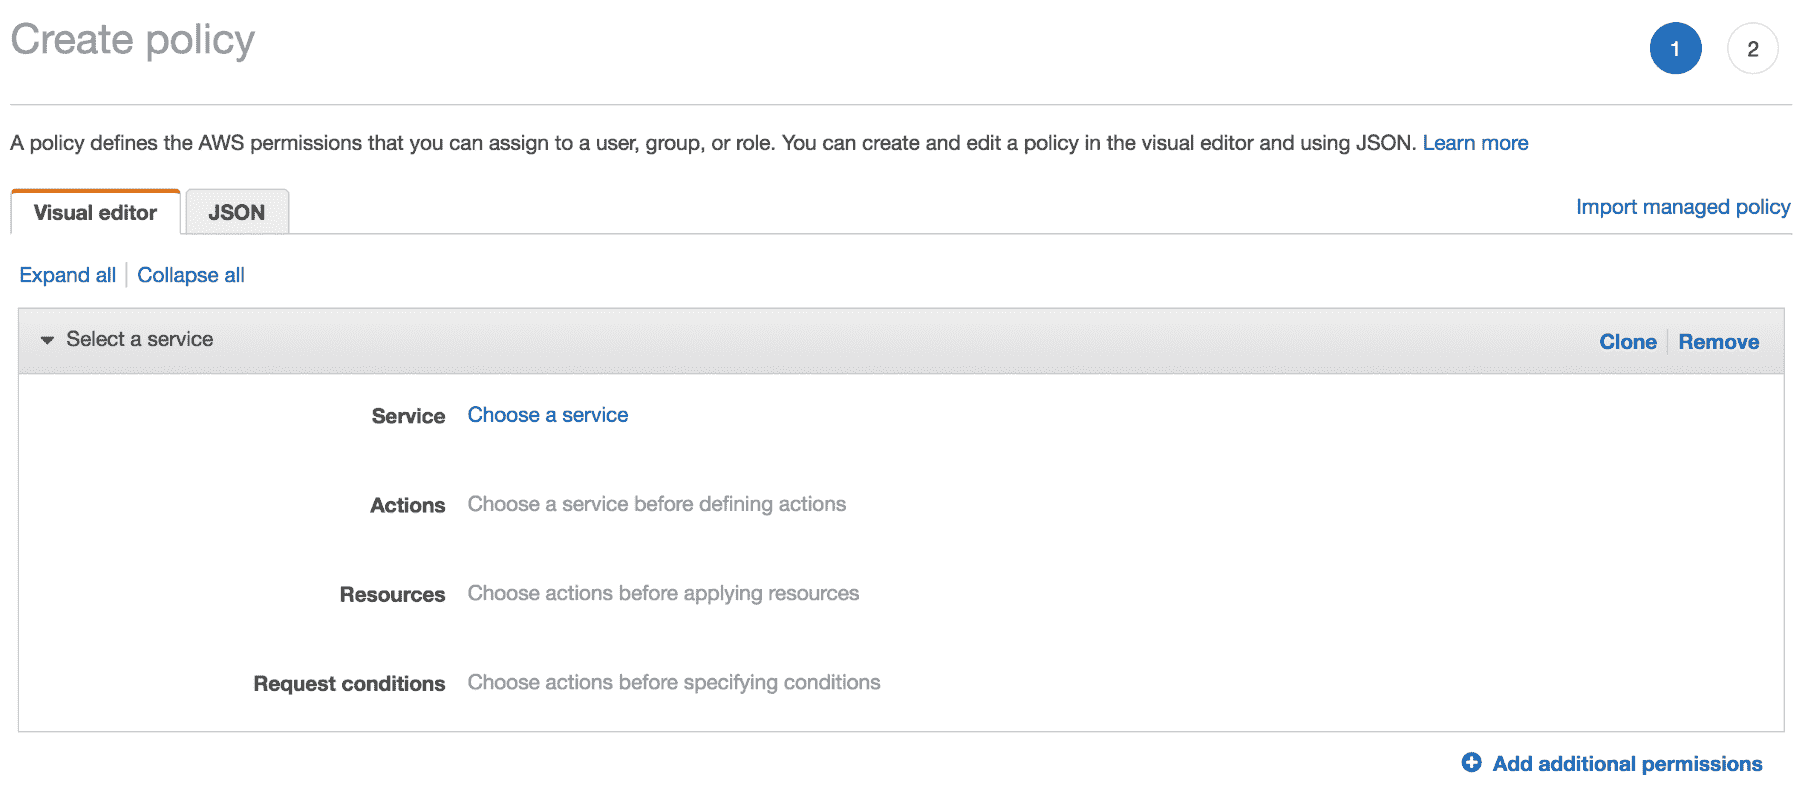 Create policy
1 2
A policy defines the AWS permissions that you can assign to a user, group, or role. You can create and edit a policy in the visual editor and using JSON. Learn more
Visual editor JSON
Import managed policy
Expand all Collapse all
Select a service
Clone Remove
Service Choose a service
Actions Choose a service before defining actions
Resources Choose actions before applying resources
Request conditions Choose actions before specifying conditions
Add additional permissions